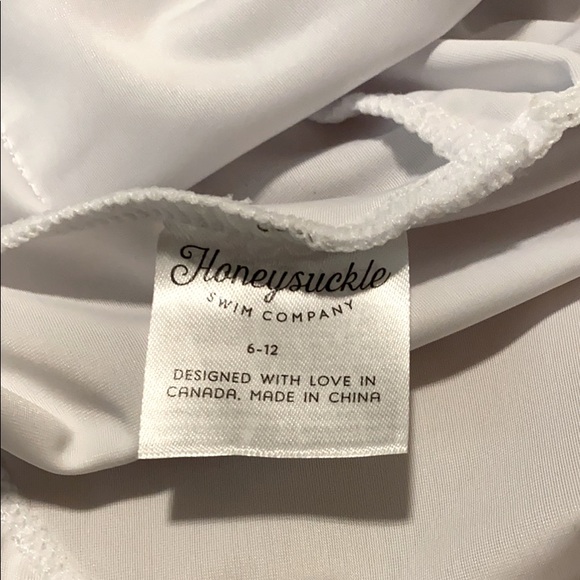 Honeysuckle
SWIM COMPANY
6-12
DESIGNED WITH LOVE IN
CANADA. MADE IN CHINA